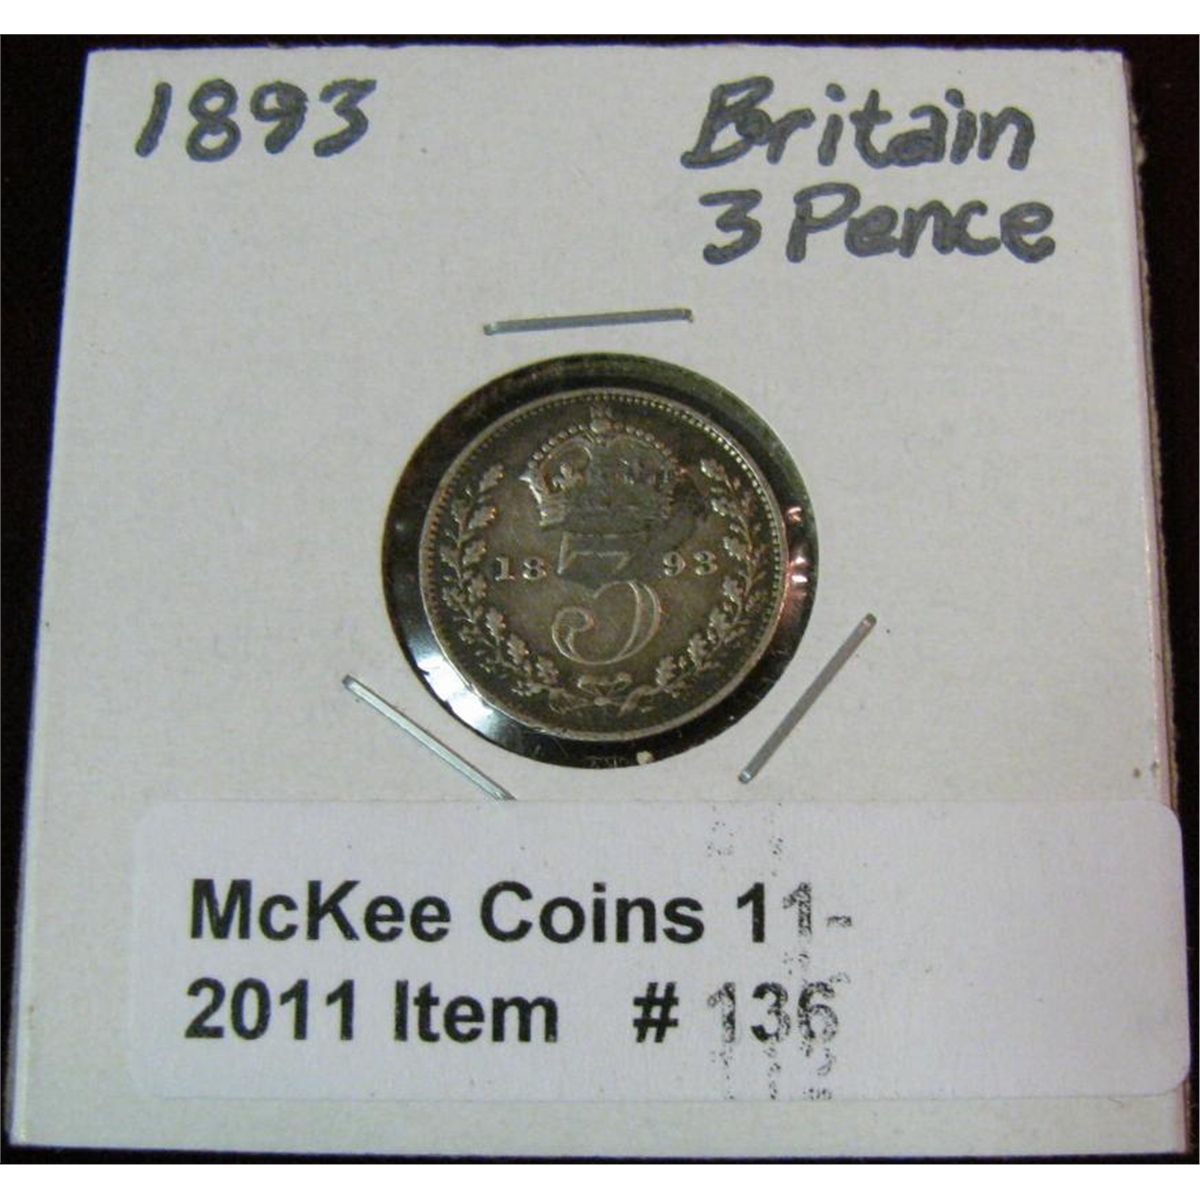 1893
Britain
3 Pence
18 3 93
McKee Coins 11-
2011 Item # 136